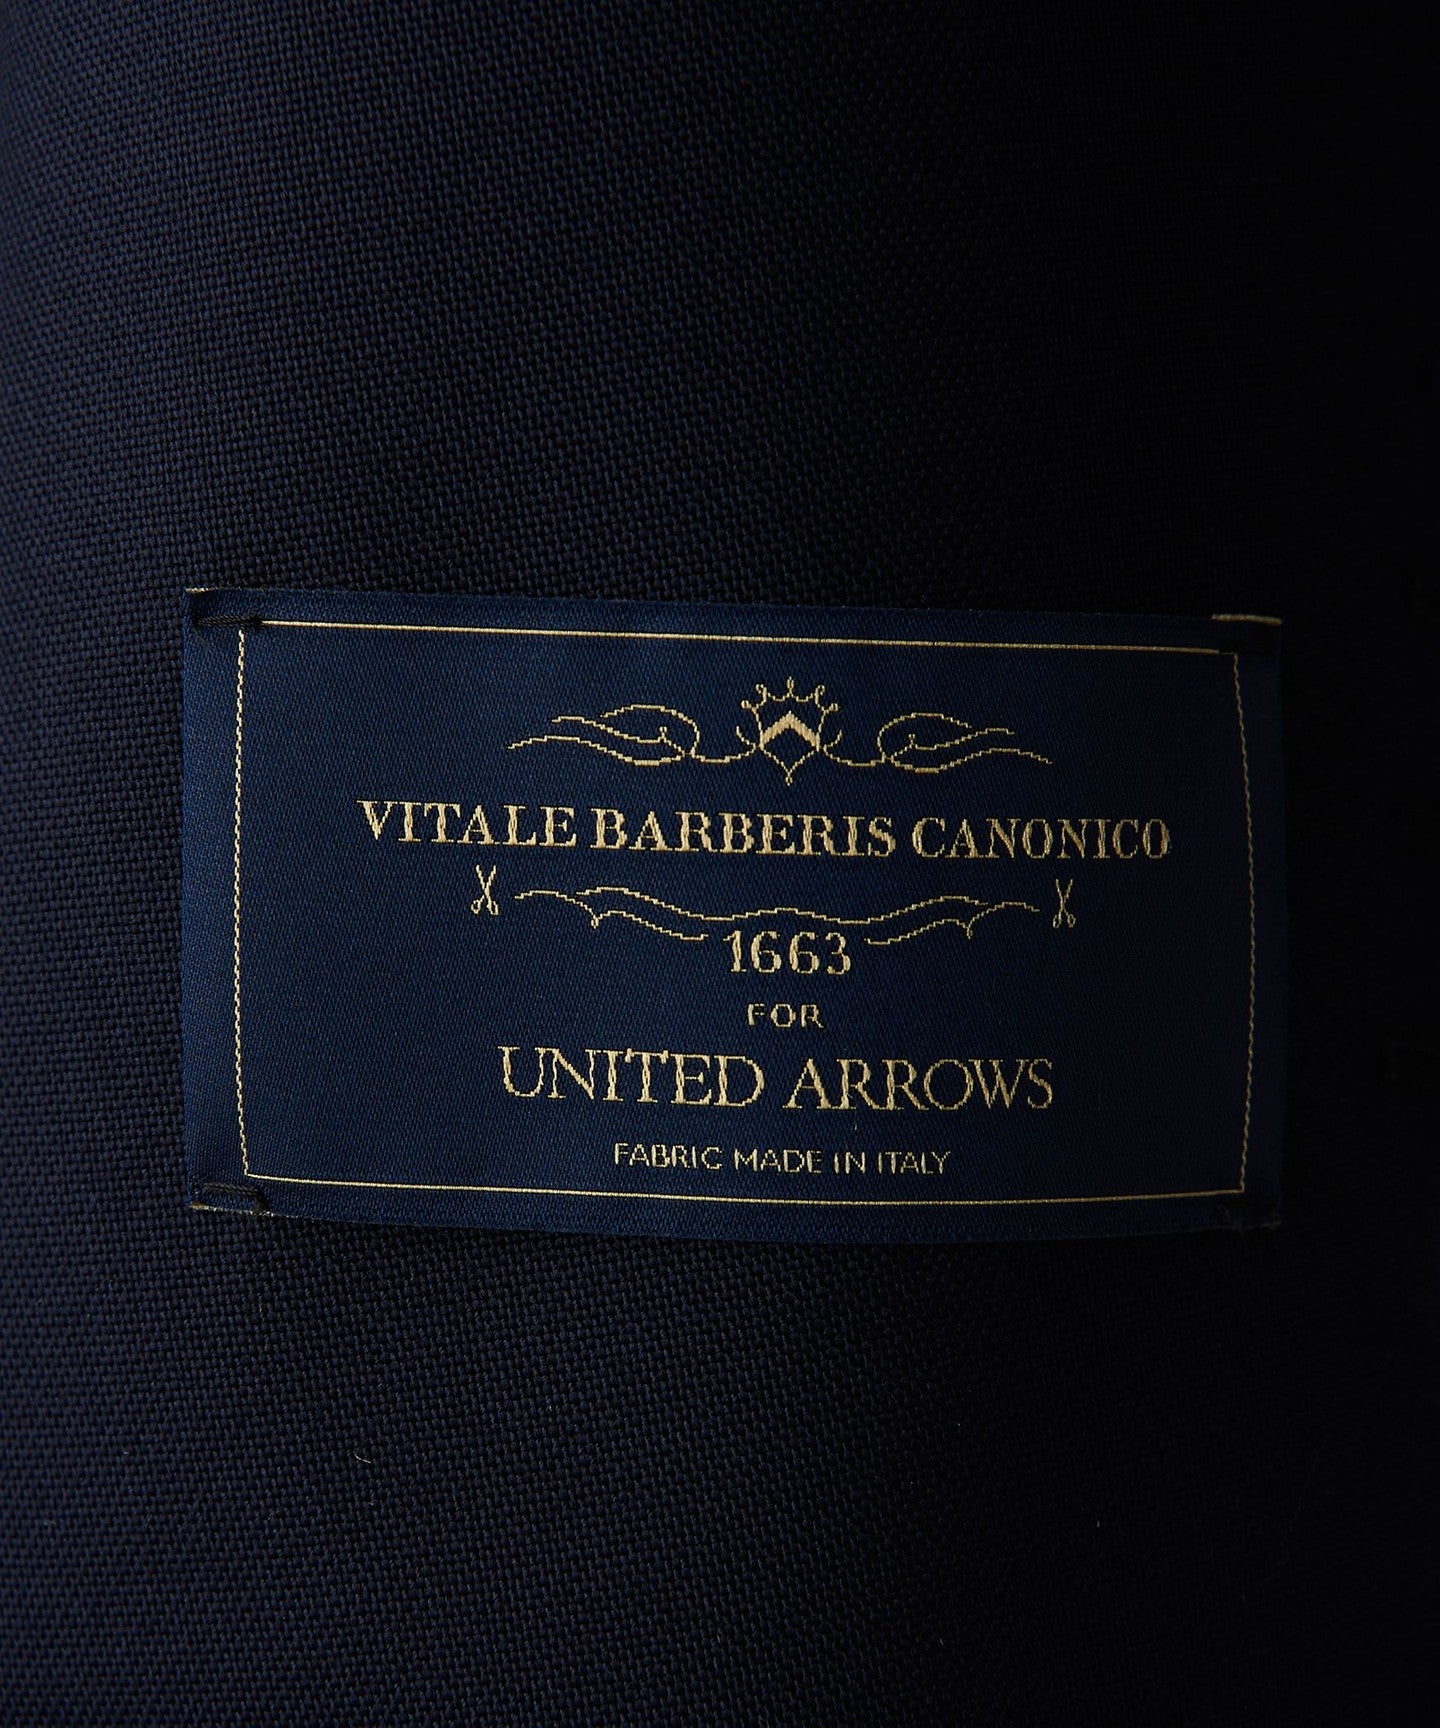 VITALE BARBERIS CANONICO
1663
FOR
UNITED ARROWS
FABRIC MADE IN ITALY